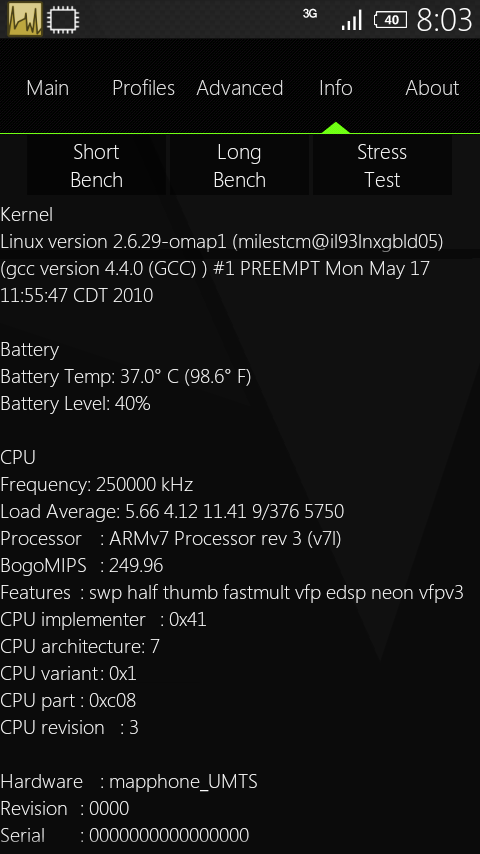 3G 40 8:03
Main Profiles Advanced Info About
Short Bench Long Bench Stress Test
Kernel
Linux version 2.6.29-omap1 (milestcm@il93lnxgbld05)
(gcc version 4.4.0 (GCC) ) #1 PREEMPT Mon May 17
11:55:47 CDT 2010
Battery
Battery Temp: 37.0° C (98.6° F)
Battery Level: 40%
CPU
Frequency: 250000 kHz
Load Average: 5.66 4.12 11.41 9/376 5750
Processor : ARMv7 Processor rev 3 (v7l)
BogoMIPS : 249.96
Features : swp half thumb fastmult vfp edsp neon vfpv3
CPU implementer : 0x41
CPU architecture: 7
CPU variant: 0x1
CPU part : 0xc08
CPU revision : 3
Hardware : mapphone_UMTS
Revision : 0000
Serial : 0000000000000000